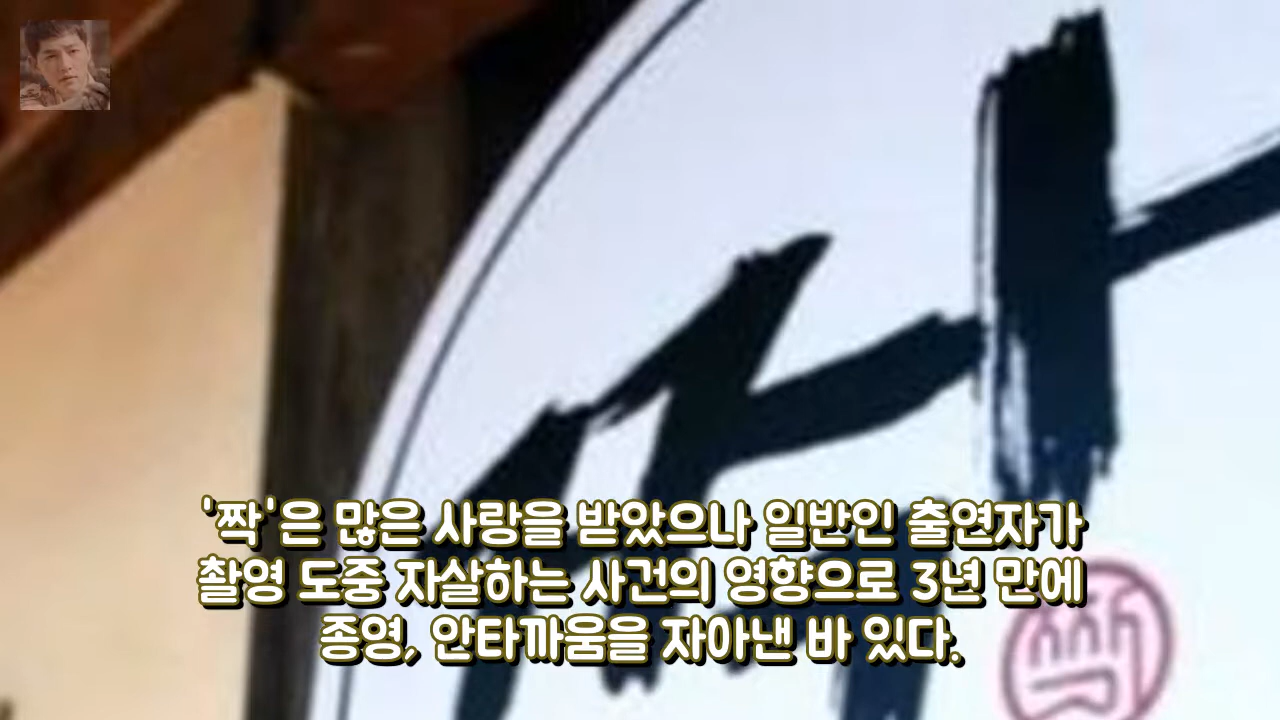 짝
'짝'은 많은 사랑을 받았으나 일반인 출연자가
촬영 도중 자살하는 사건의 영향으로 3년 만에
종영, 안타까움을 자아낸 바 있다.
짝